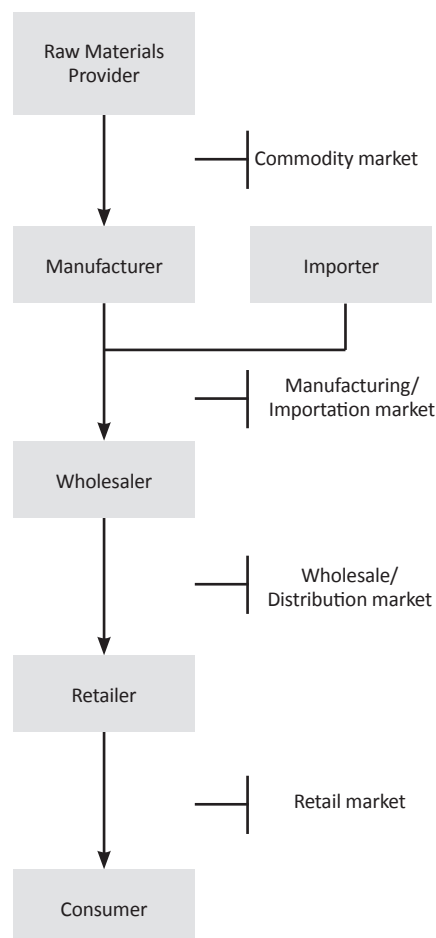 Raw Materials
Provider
Commodity market
Manufacturer
Importer
Manufacturing/
Importation market
Wholesaler
Wholesale/
Distribution market
Retailer
Retail market
Consumer